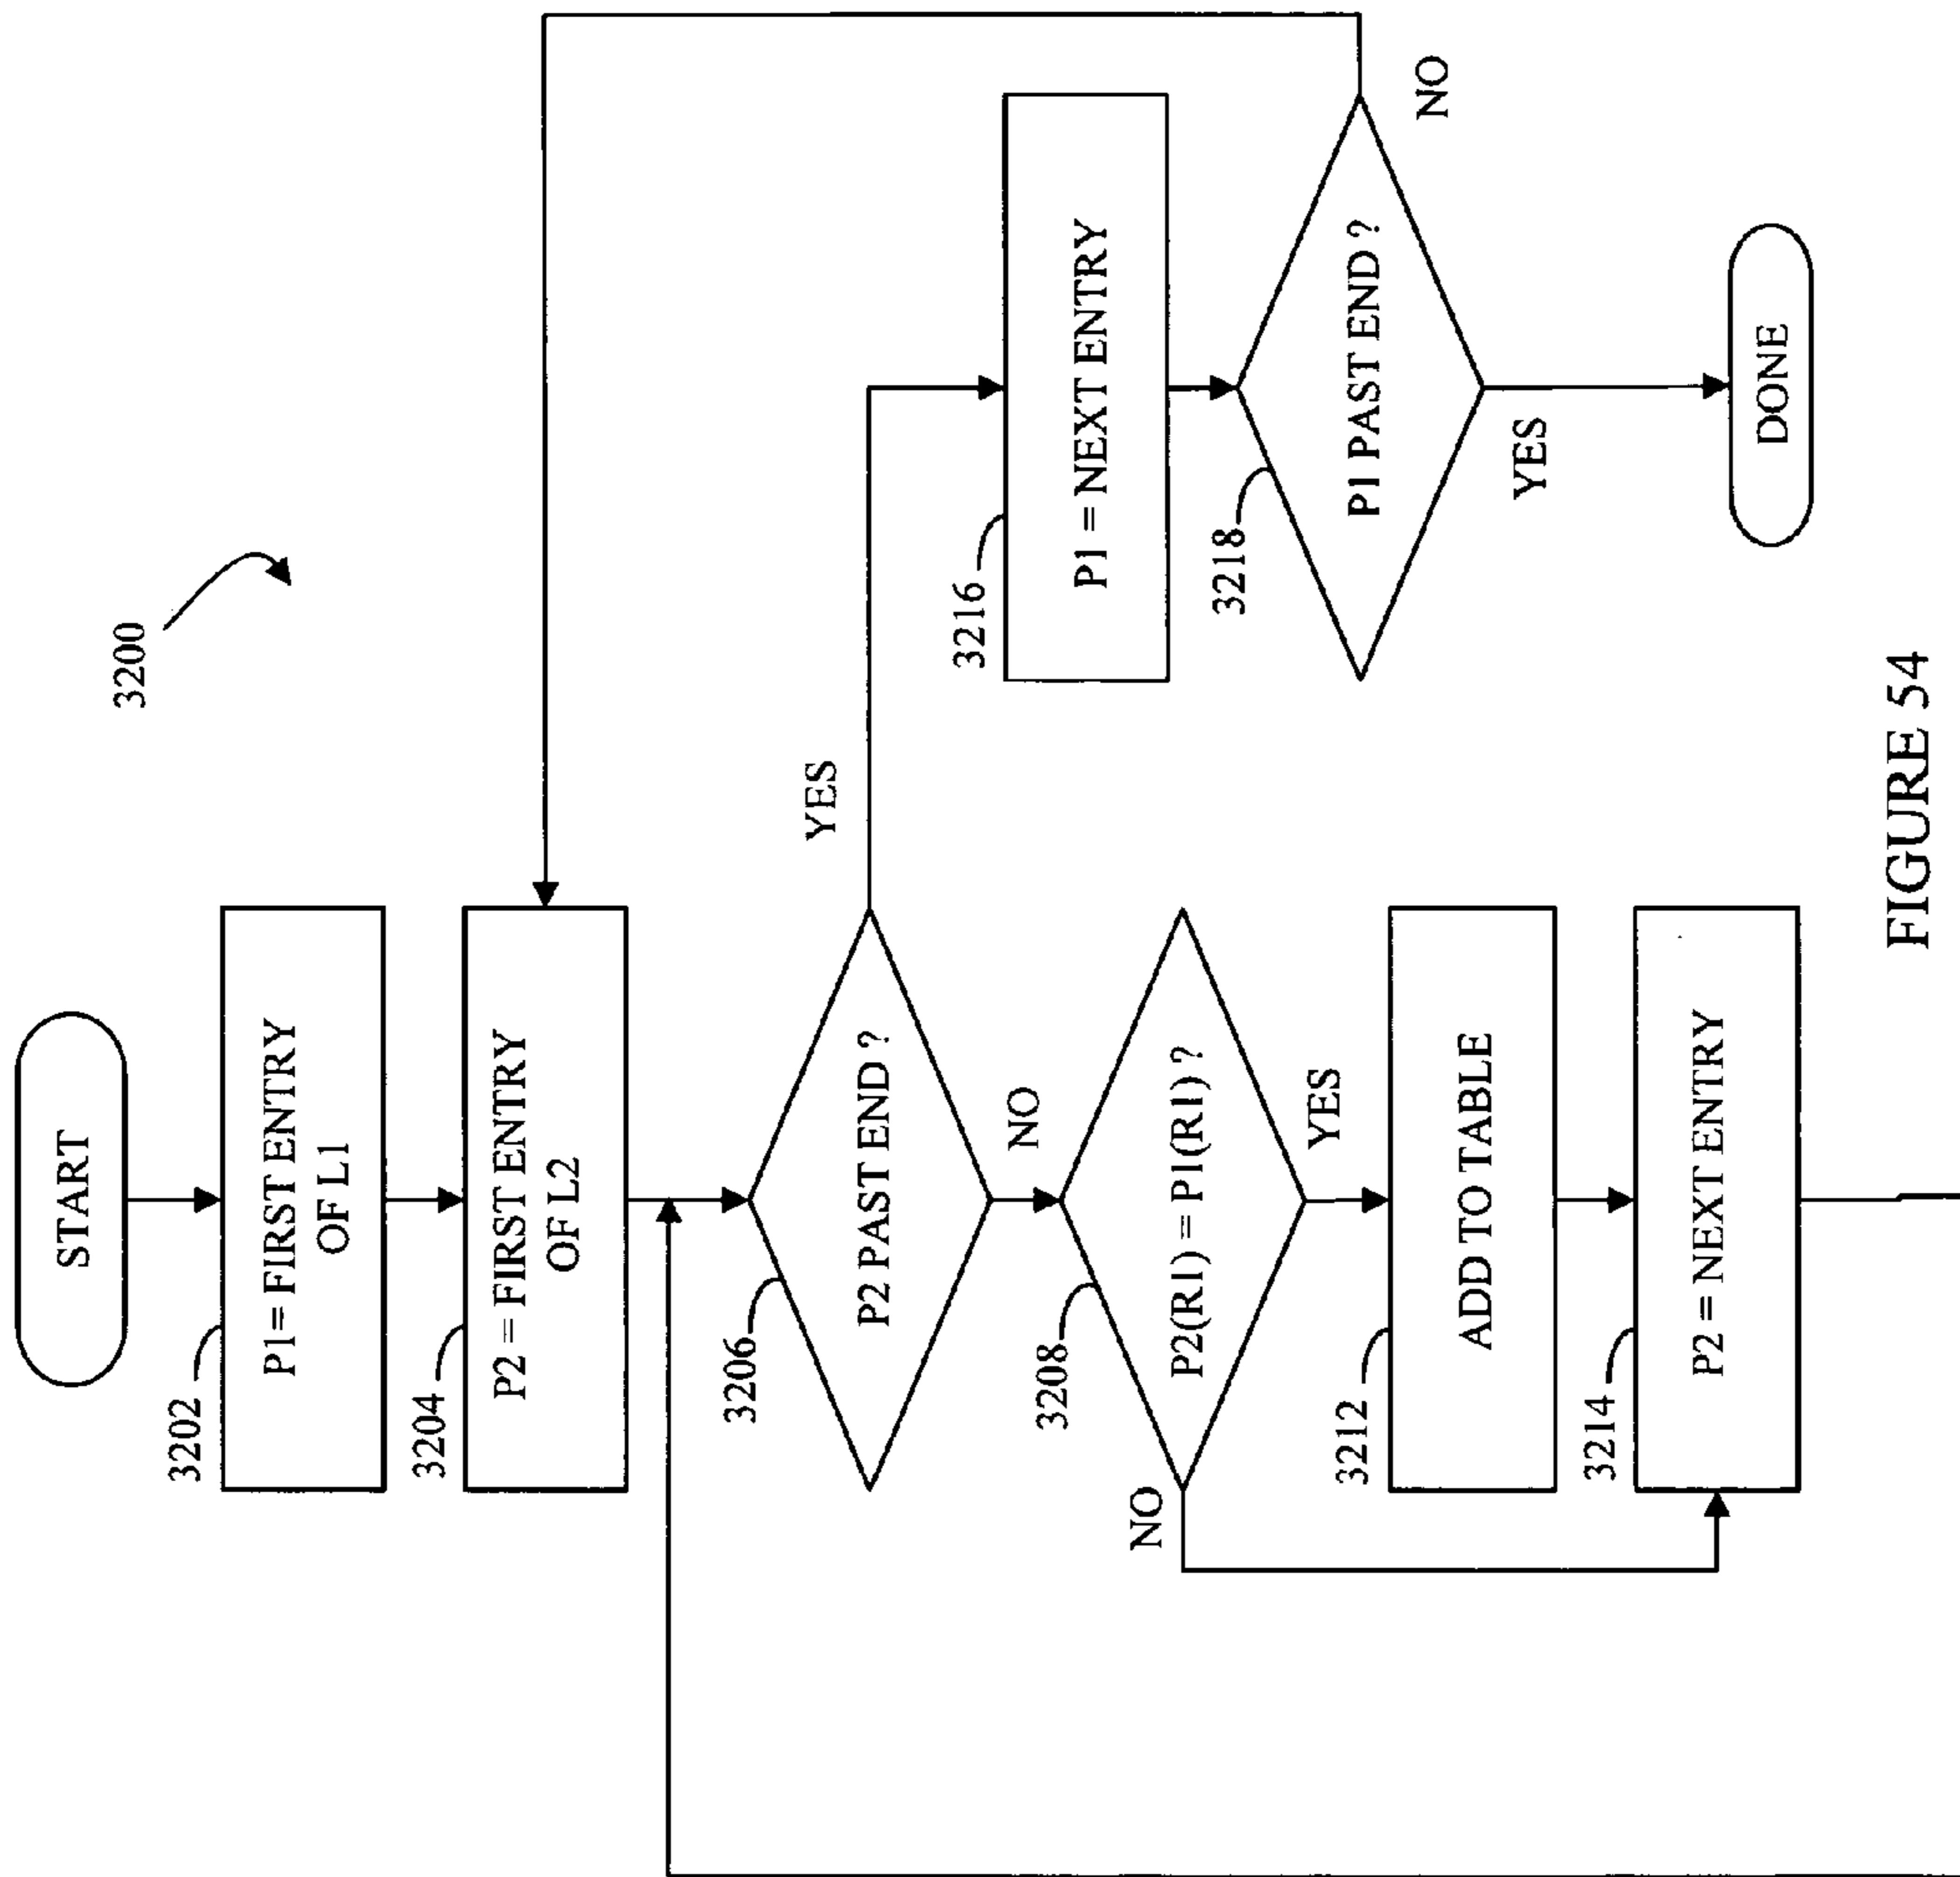 3200
START
3202
P1= FIRST ENTRY
OF L1
3204
P2 = FIRST ENTRY
OF L2
3206
P2 PAST END ?
YES
NO
3208
P2(R1) = P1(R1) ?
NO
YES
3212
ADD TO TABLE
3214
P2 = NEXT ENTRY
3216
P1 = NEXT ENTRY
3218
P1 PAST END ?
NO
YES
DONE
FIGURE 54